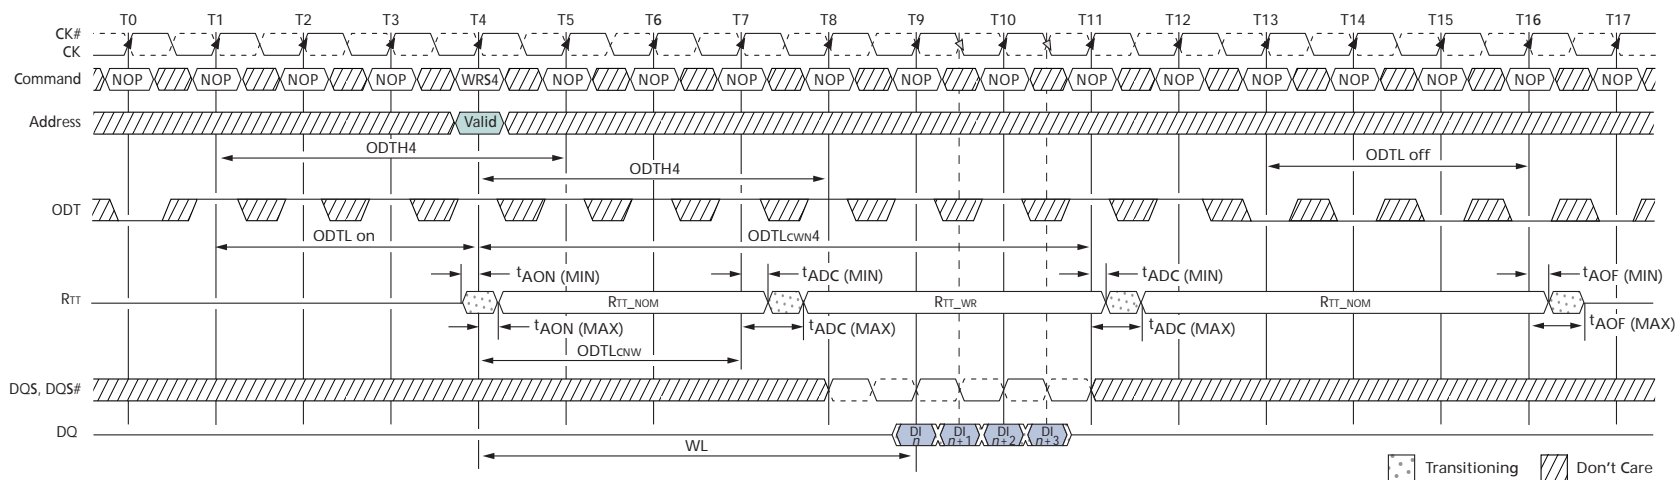 T0 T1 T2 T3 T4 T5 T6 T7 T8 T9 T10 T11 T12 T13 T14 T15 T16 T17
CK#
CK
Command NOP NOP NOP NOP WRS4 NOP NOP NOP NOP NOP NOP NOP NOP NOP NOP NOP NOP NOP
Address Valid
ODTH4 ODTL off
ODTH4
ODT
ODTL on ODTLCWN4
tAON (MIN) tADC (MIN) tADC (MIN) tAOF (MIN)
RTT RTT_NOM RTT_WR RTT_NOM
tAON (MAX) tADC (MAX) tADC (MAX) tAOF (MAX)
ODTLCNW
DQS, DQS#
DQ DI n DI n+1 DI n+2 DI n+3
WL
Transitioning Don't Care